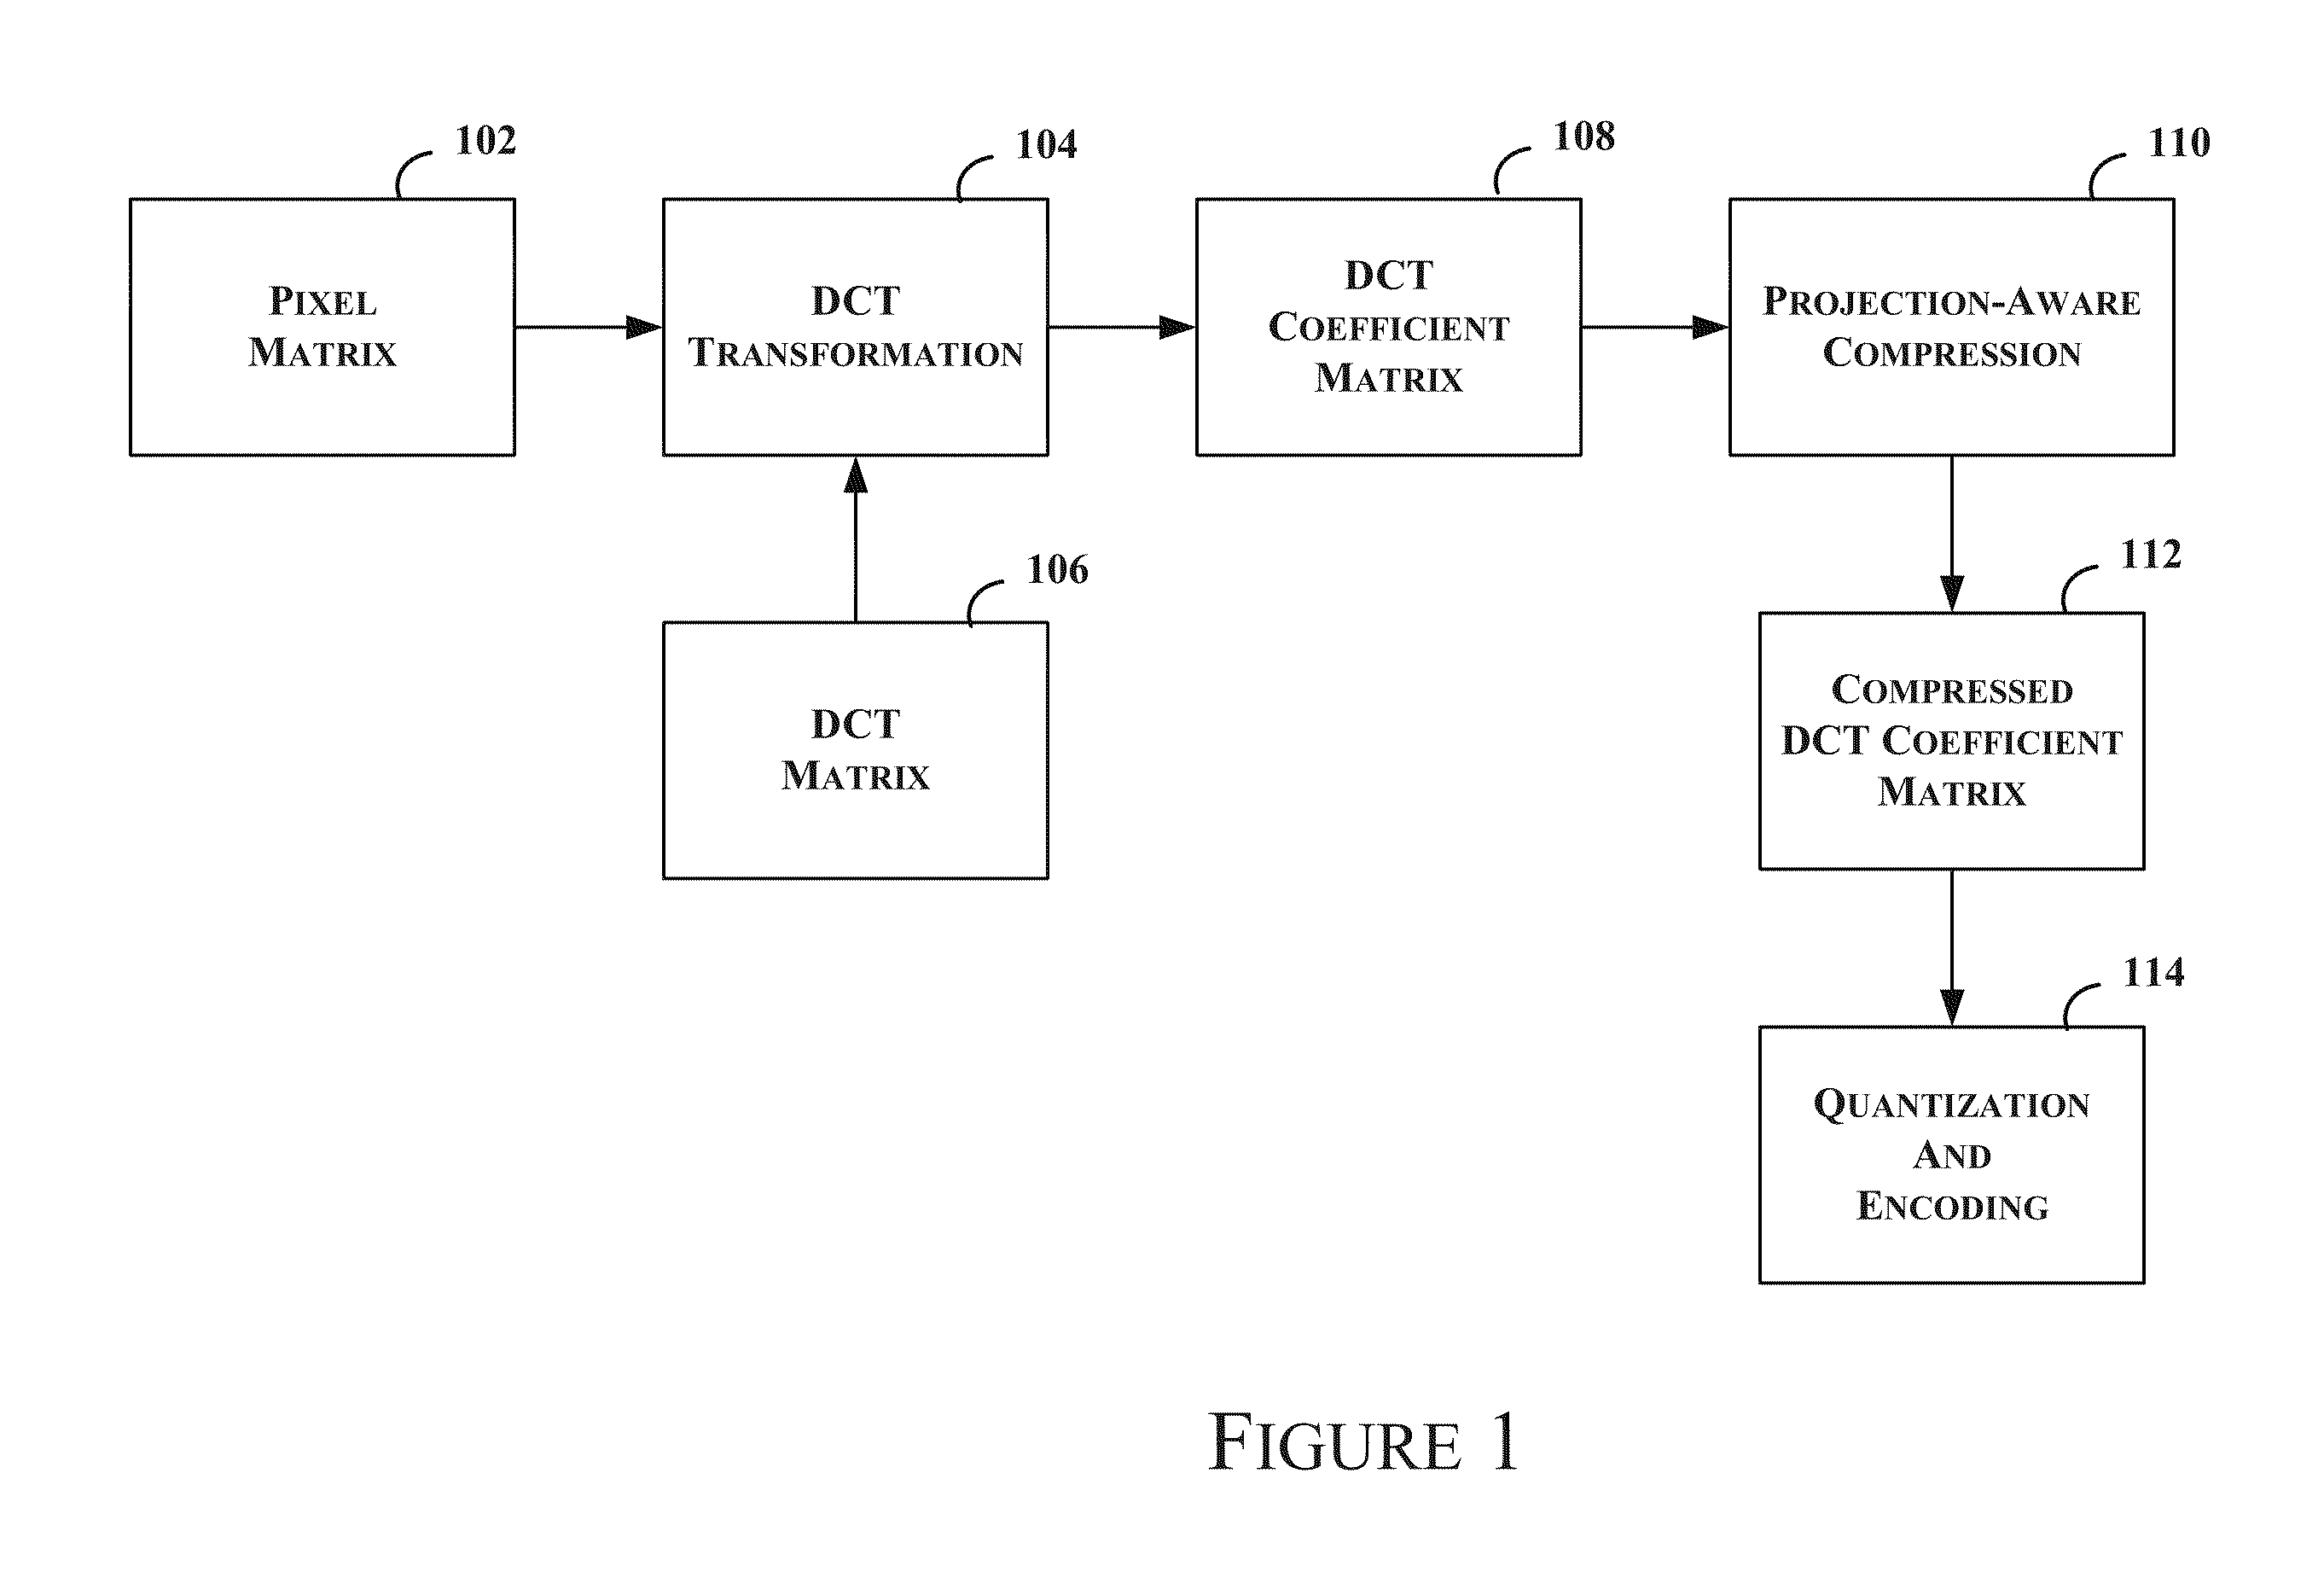 102
PIXEL
MATRIX
104
DCT
TRANSFORMATION
108
DCT
COEFFICIENT
MATRIX
110
PROJECTION-AWARE
COMPRESSION
106
DCT
MATRIX
112
COMPRESSED
DCT COEFFICIENT
MATRIX
114
QUANTIZATION
AND
ENCODING
FIGURE 1